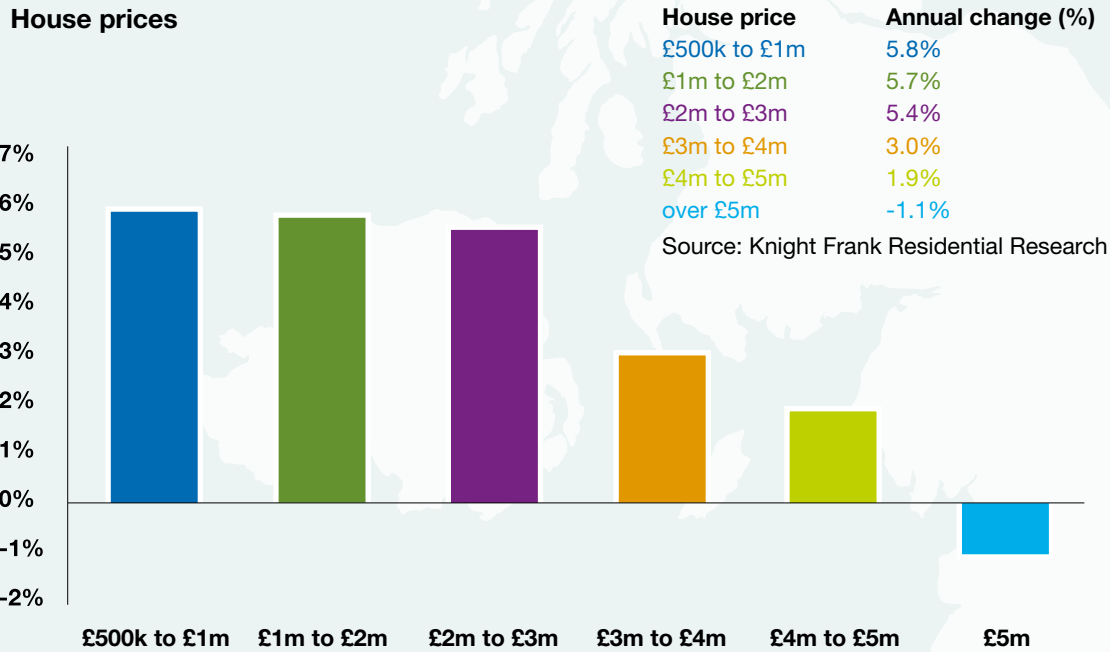 House prices
House price Annual change (%)
£500k to £1m 5.8%
£1m to £2m 5.7%
£2m to £3m 5.4%
£3m to £4m 3.0%
£4m to £5m 1.9%
over £5m -1.1%
Source: Knight Frank Residential Research
7%
6%
5%
4%
3%
2%
1%
0%
-1%
-2%
£500k to £1m £1m to £2m £2m to £3m £3m to £4m £4m to £5m £5m